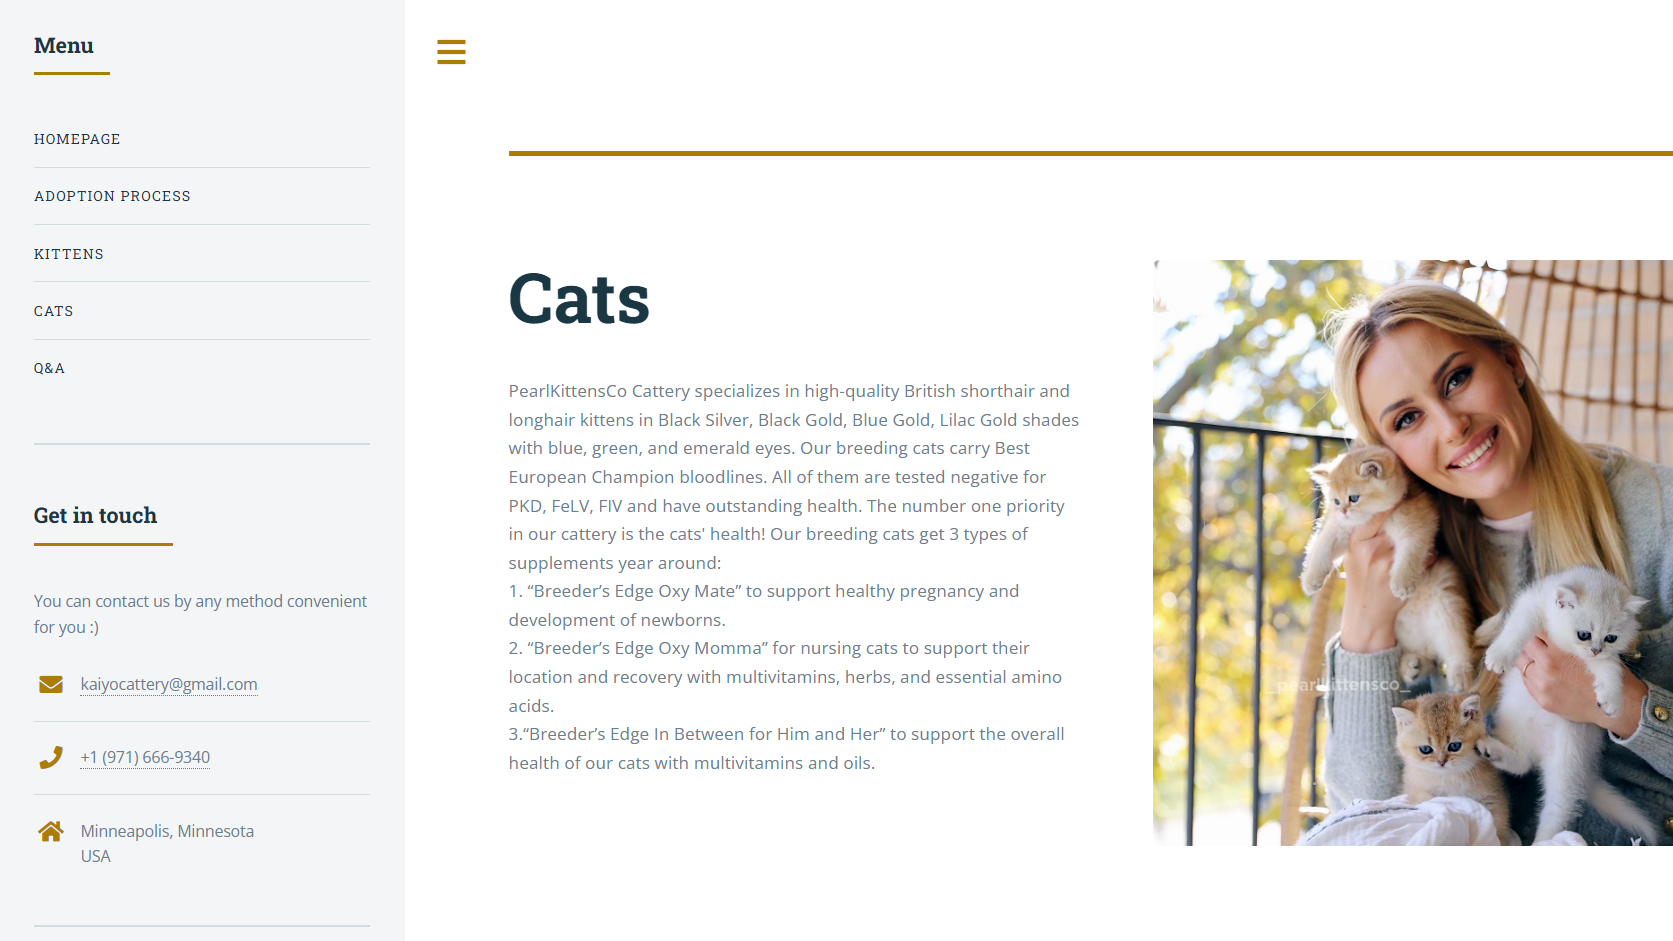 Menu
HOMEPAGE
ADOPTION PROCESS
KITTENS
CATS
Q&A
Get in touch
You can contact us by any method convenient
for you :)
kaiyocattery@gmail.com
+1 (971) 666-9340
Minneapolis, Minnesota
USA
Cats
PearlKittensCo Cattery specializes in high-quality British shorthair and
longhair kittens in Black Silver, Black Gold, Blue Gold, Lilac Gold shades
with blue, green, and emerald eyes. Our breeding cats carry Best
European Champion bloodlines. All of them are tested negative for
PKD, FeLV, FIV and have outstanding health. The number one priority
in our cattery is the cats' health! Our breeding cats get 3 types of
supplements year around:
1. “Breeder’s Edge Oxy Mate” to support healthy pregnancy and
development of newborns.
2. “Breeder’s Edge Oxy Momma” for nursing cats to support their
location and recovery with multivitamins, herbs, and essential amino
acids.
3.“Breeder’s Edge In Between for Him and Her” to support the overall
health of our cats with multivitamins and oils.
_pearlkittensco_